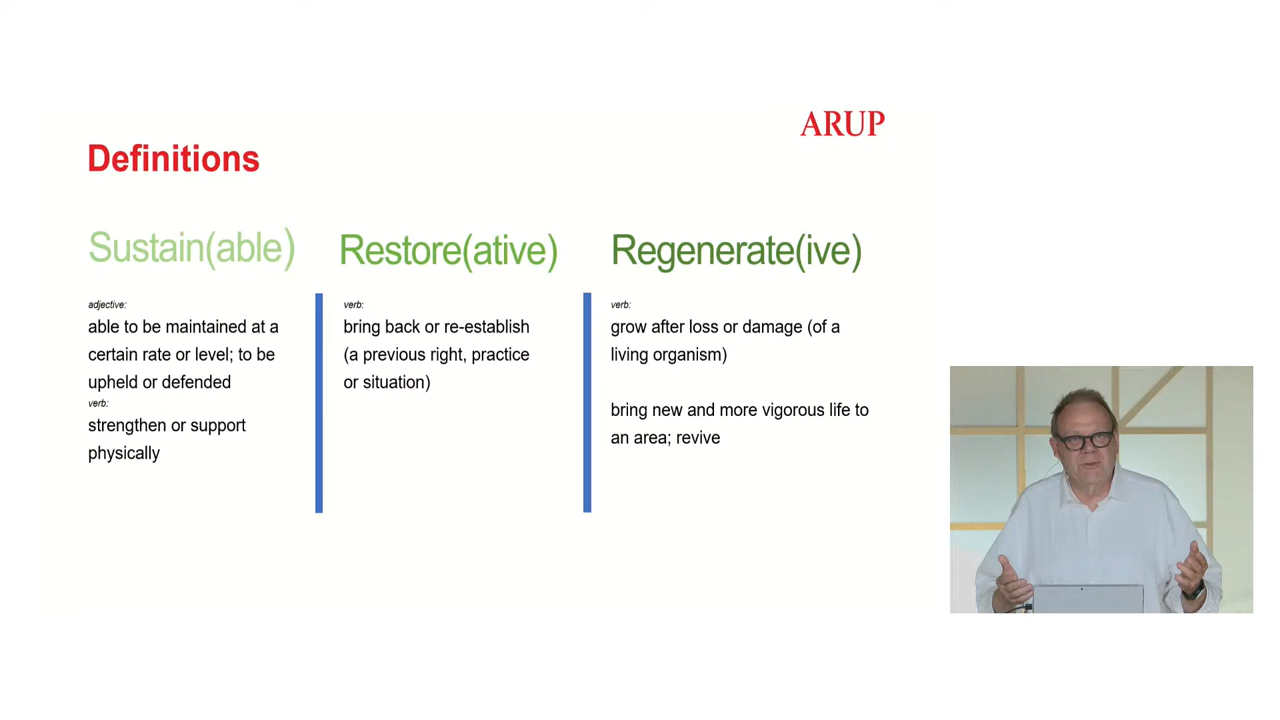 ARUP
Definitions
Sustain(able)
adjective:
able to be maintained at a
certain rate or level; to be
upheld or defended
verb:
strengthen or support
physically
Restore(ative)
verb:
bring back or re-establish
(a previous right, practice
or situation)
Regenerate(ive)
verb:
grow after loss or damage (of a
living organism)
bring new and more vigorous life to
an area; revive